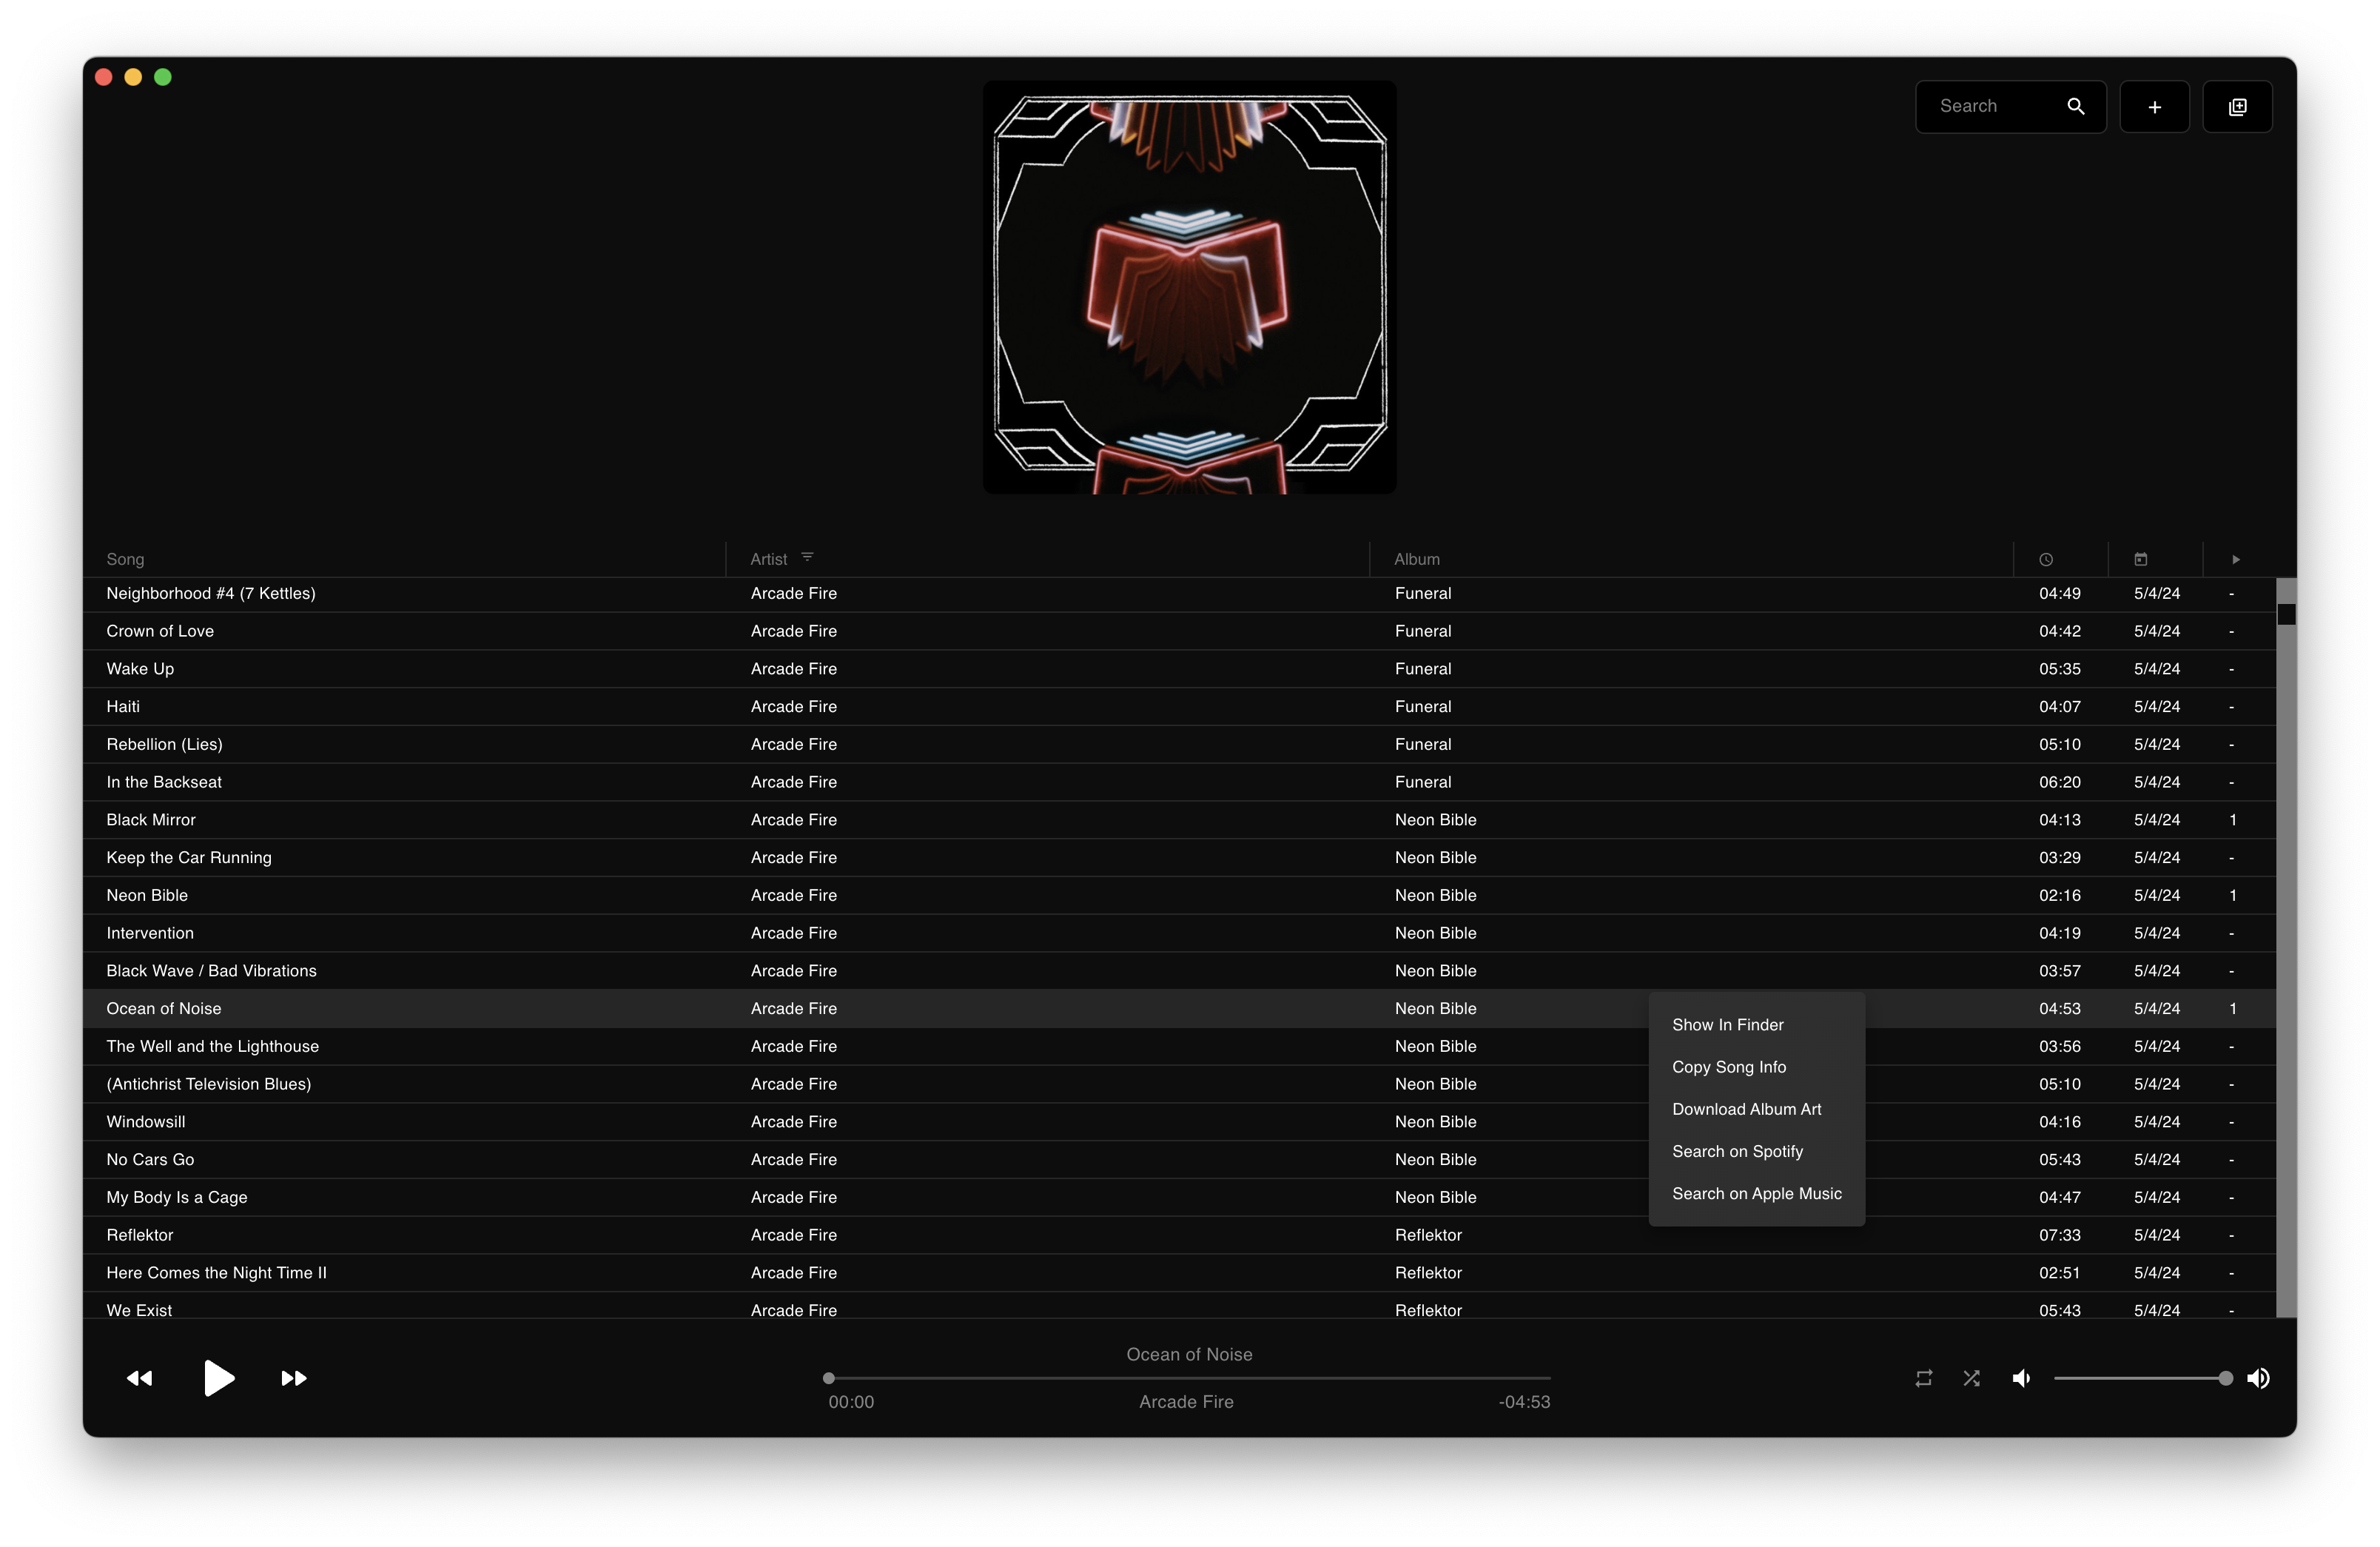 Search
Song Artist Album
Neighborhood #4 (7 Kettles) Arcade Fire Funeral 04:49 5/4/24 -
Crown of Love Arcade Fire Funeral 04:42 5/4/24 -
Wake Up Arcade Fire Funeral 05:35 5/4/24 -
Haiti Arcade Fire Funeral 04:07 5/4/24 -
Rebellion (Lies) Arcade Fire Funeral 05:10 5/4/24 -
In the Backseat Arcade Fire Funeral 06:20 5/4/24 -
Black Mirror Arcade Fire Neon Bible 04:13 5/4/24 1
Keep the Car Running Arcade Fire Neon Bible 03:29 5/4/24 -
Neon Bible Arcade Fire Neon Bible 02:16 5/4/24 1
Intervention Arcade Fire Neon Bible 04:19 5/4/24 -
Black Wave / Bad Vibrations Arcade Fire Neon Bible 03:57 5/4/24 -
Ocean of Noise Arcade Fire Neon Bible 04:53 5/4/24 1
The Well and the Lighthouse Arcade Fire Neon Bible 03:56 5/4/24 -
(Antichrist Television Blues) Arcade Fire Neon Bible 05:10 5/4/24 -
Windowsill Arcade Fire Neon Bible 04:16 5/4/24 -
No Cars Go Arcade Fire Neon Bible 05:43 5/4/24 -
My Body Is a Cage Arcade Fire Neon Bible 04:47 5/4/24 -
Reflektor Arcade Fire Reflektor 07:33 5/4/24 -
Here Comes the Night Time II Arcade Fire Reflektor 02:51 5/4/24 -
We Exist Arcade Fire Reflektor 05:43 5/4/24 -
Show In Finder
Copy Song Info
Download Album Art
Search on Spotify
Search on Apple Music
Ocean of Noise
00:00 Arcade Fire -04:53